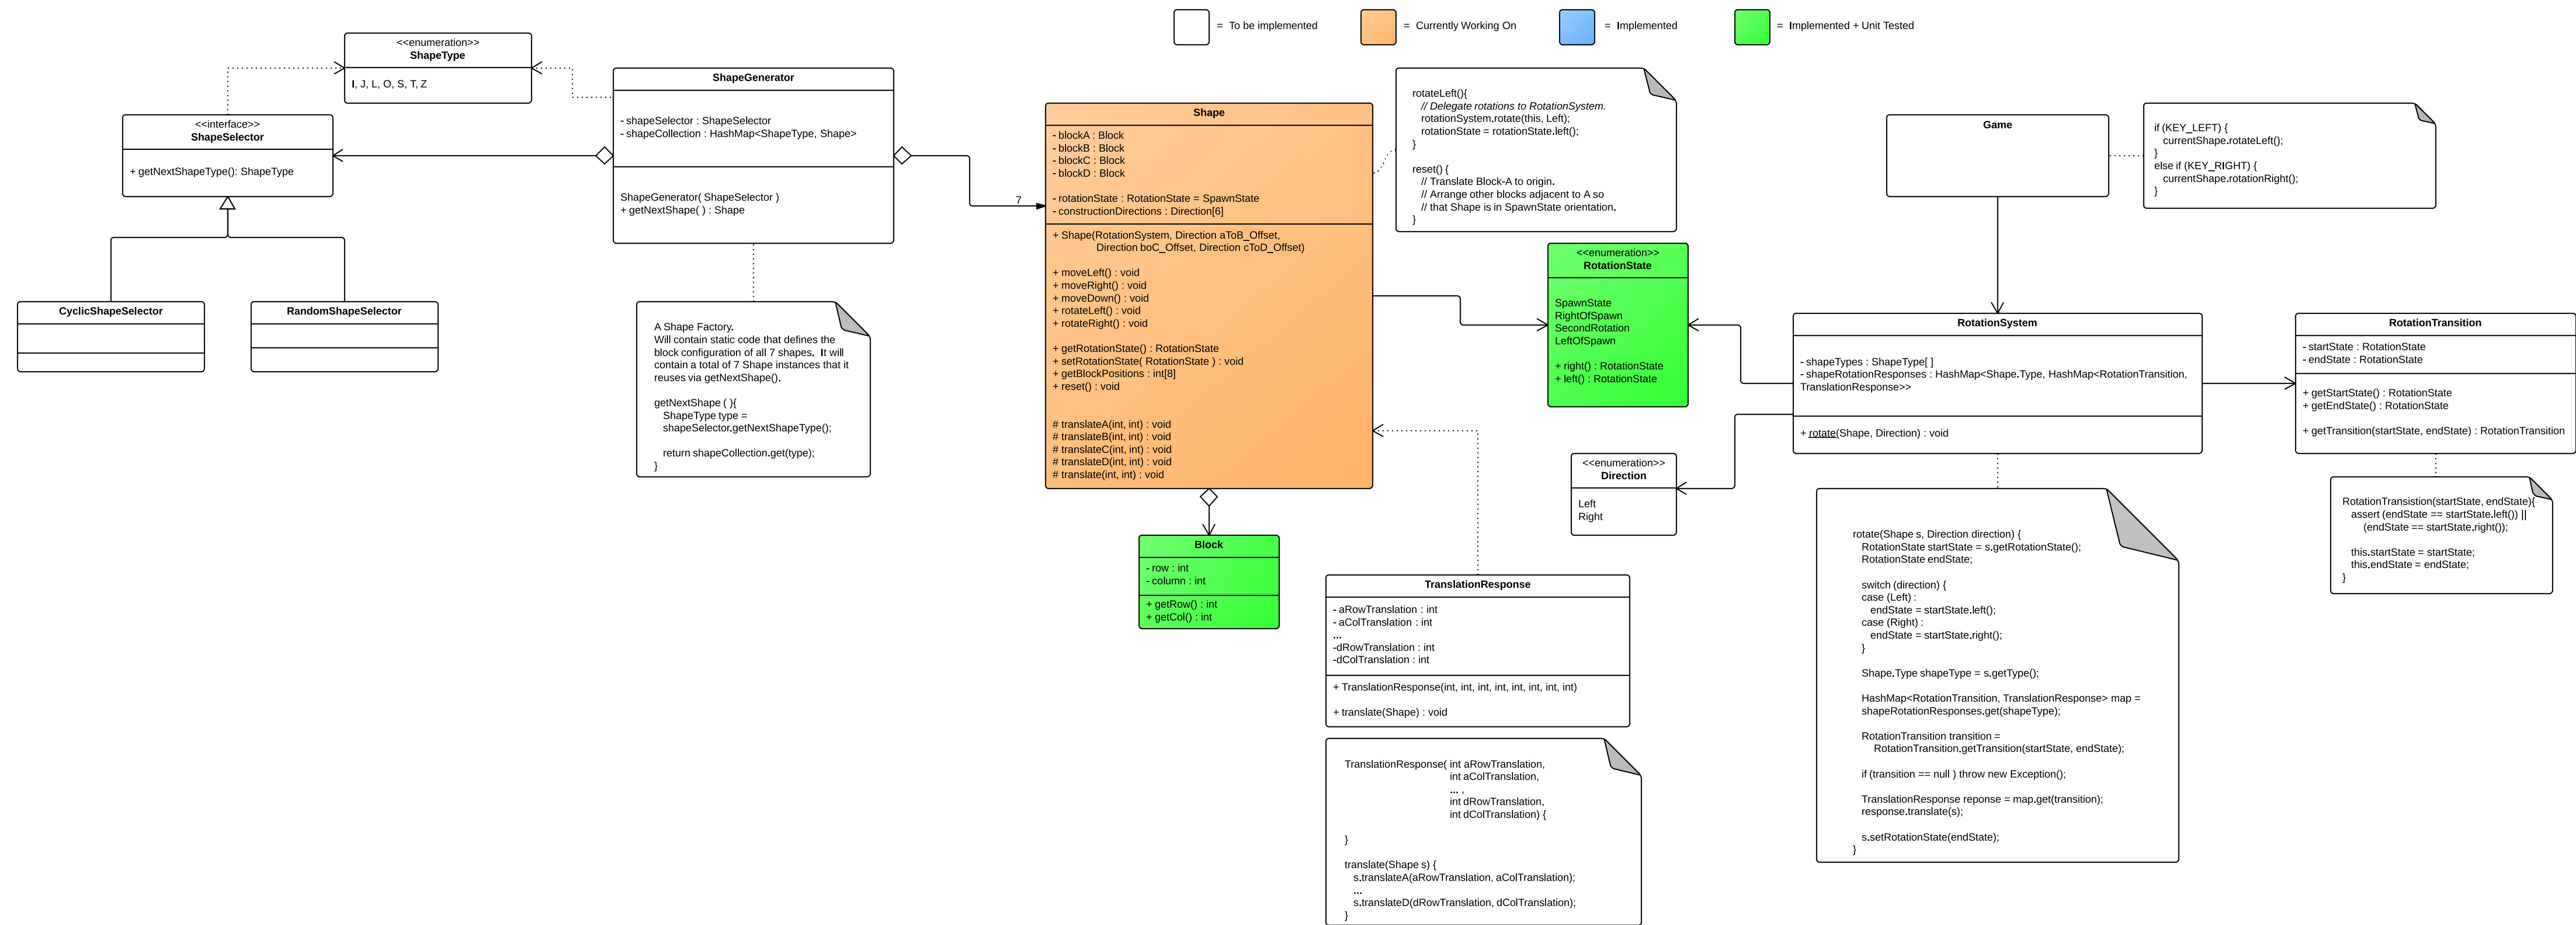 = To be implemented
= Currently Working On
= Implemented
= Implemented + Unit Tested
<<enumeration>>
ShapeType
I, J, L, O, S, T, Z
<<interface>>
ShapeSelector
+ getNextShapeType(): ShapeType
CyclicShapeSelector
RandomShapeSelector
ShapeGenerator
- shapeSelector : ShapeSelector
- shapeCollection : HashMap<ShapeType, Shape>
ShapeGenerator( ShapeSelector )
+ getNextShape( ) : Shape
A Shape Factory.
Will contain static code that defines the
block configuration of all 7 shapes. It will
contain a total of 7 Shape instances that it
reuses via getNextShape().
getNextShape ( ){
ShapeType type =
shapeSelector.getNextShapeType();
return shapeCollection.get(type);
}
7
Shape
- blockA : Block
- blockB : Block
- blockC : Block
- blockD : Block
- rotationState : RotationState = SpawnState
- constructionDirections : Direction[6]
+ Shape(RotationSystem, Direction aToB_Offset,
Direction boC_Offset, Direction cToD_Offset)
+ moveLeft() : void
+ moveRight() : void
+ moveDown() : void
+ rotateLeft() : void
+ rotateRight() : void
+ getRotationState() : RotationState
+ setRotationState( RotationState ) : void
+ getBlockPositions : int[8]
+ reset() : void
# translateA(int, int) : void
# translateB(int, int) : void
# translateC(int, int) : void
# translateD(int, int) : void
# translate(int, int) : void
rotateLeft(){
// Delegate rotations to RotationSystem.
rotationSystem.rotate(this, Left);
rotationState = rotationState.left();
}
reset() {
// Translate Block-A to origin.
// Arrange other blocks adjacent to A so
// that Shape is in SpawnState orientation.
}
Block
- row : int
- column : int
+ getRow() : int
+ getCol() : int
<<enumeration>>
RotationState
SpawnState
RightOfSpawn
SecondRotation
LeftOfSpawn
+ right() : RotationState
+ left() : RotationState
<<enumeration>>
Direction
Left
Right
TranslationResponse
- aRowTranslation : int
- aColTranslation : int
...
-dRowTranslation : int
-dColTranslation : int
+ TranslationResponse(int, int, int, int, int, int, int, int)
+ translate(Shape) : void
TranslationResponse( int aRowTranslation,
int aColTranslation,
... ,
int dRowTranslation,
int dColTranslation) {
}
translate(Shape s) {
s.translateA(aRowTranslation, aColTranslation);
...
s.translateD(dRowTranslation, dColTranslation);
}
Game
if (KEY_LEFT) {
currentShape.rotateLeft();
}
else if (KEY_RIGHT) {
currentShape.rotationRight();
}
RotationSystem
- shapeTypes : ShapeType[ ]
- shapeRotationResponses : HashMap<Shape.Type, HashMap<RotationTransition,
TranslationResponse>>
+ rotate(Shape, Direction) : void
rotate(Shape s, Direction direction) {
RotationState startState = s.getRotationState();
RotationState endState;
switch (direction) {
case (Left) :
endState = startState.left();
case (Right) :
endState = startState.right();
}
Shape.Type shapeType = s.getType();
HashMap<RotationTransition, TranslationResponse> map =
shapeRotationResponses.get(shapeType);
RotationTransition transition =
RotationTransition.getTransition(startState, endState);
if (transition == null ) throw new Exception();
TranslationResponse reponse = map.get(transition);
response.translate(s);
s.setRotationState(endState);
}
RotationTransition
- startState : RotationState
- endState : RotationState
+ getStartState() : RotationState
+ getEndState() : RotationState
+ getTransition(startState, endState) : RotationTransition
RotationTransistion(startState, endState){
assert (endState == startState.left()) ||
(endState == startState.right());
this.startState = startState;
this.endState = endState;
}